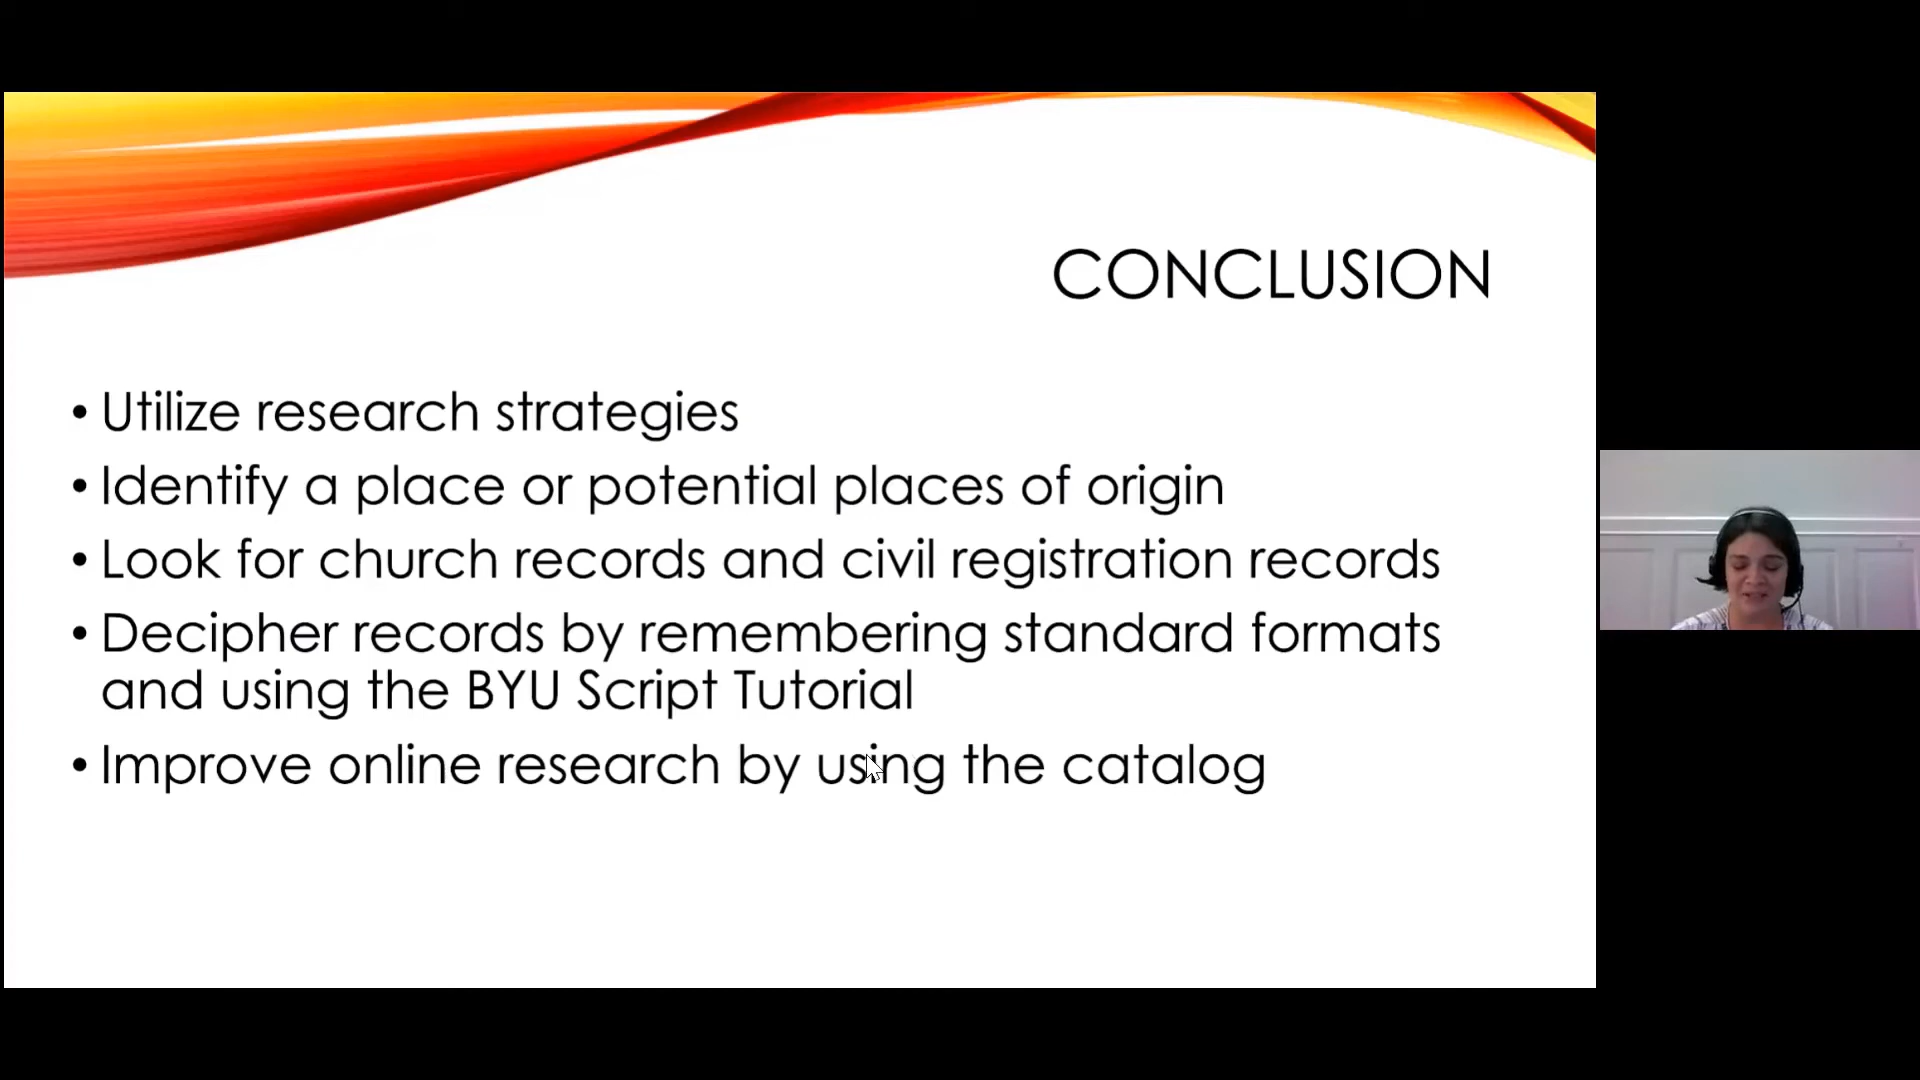 CONCLUSION
• Utilize research strategies
• Identify a place or potential places of origin
• Look for church records and civil registration records
• Decipher records by remembering standard formats
and using the BYU Script Tutorial
• Improve online research by using the catalog